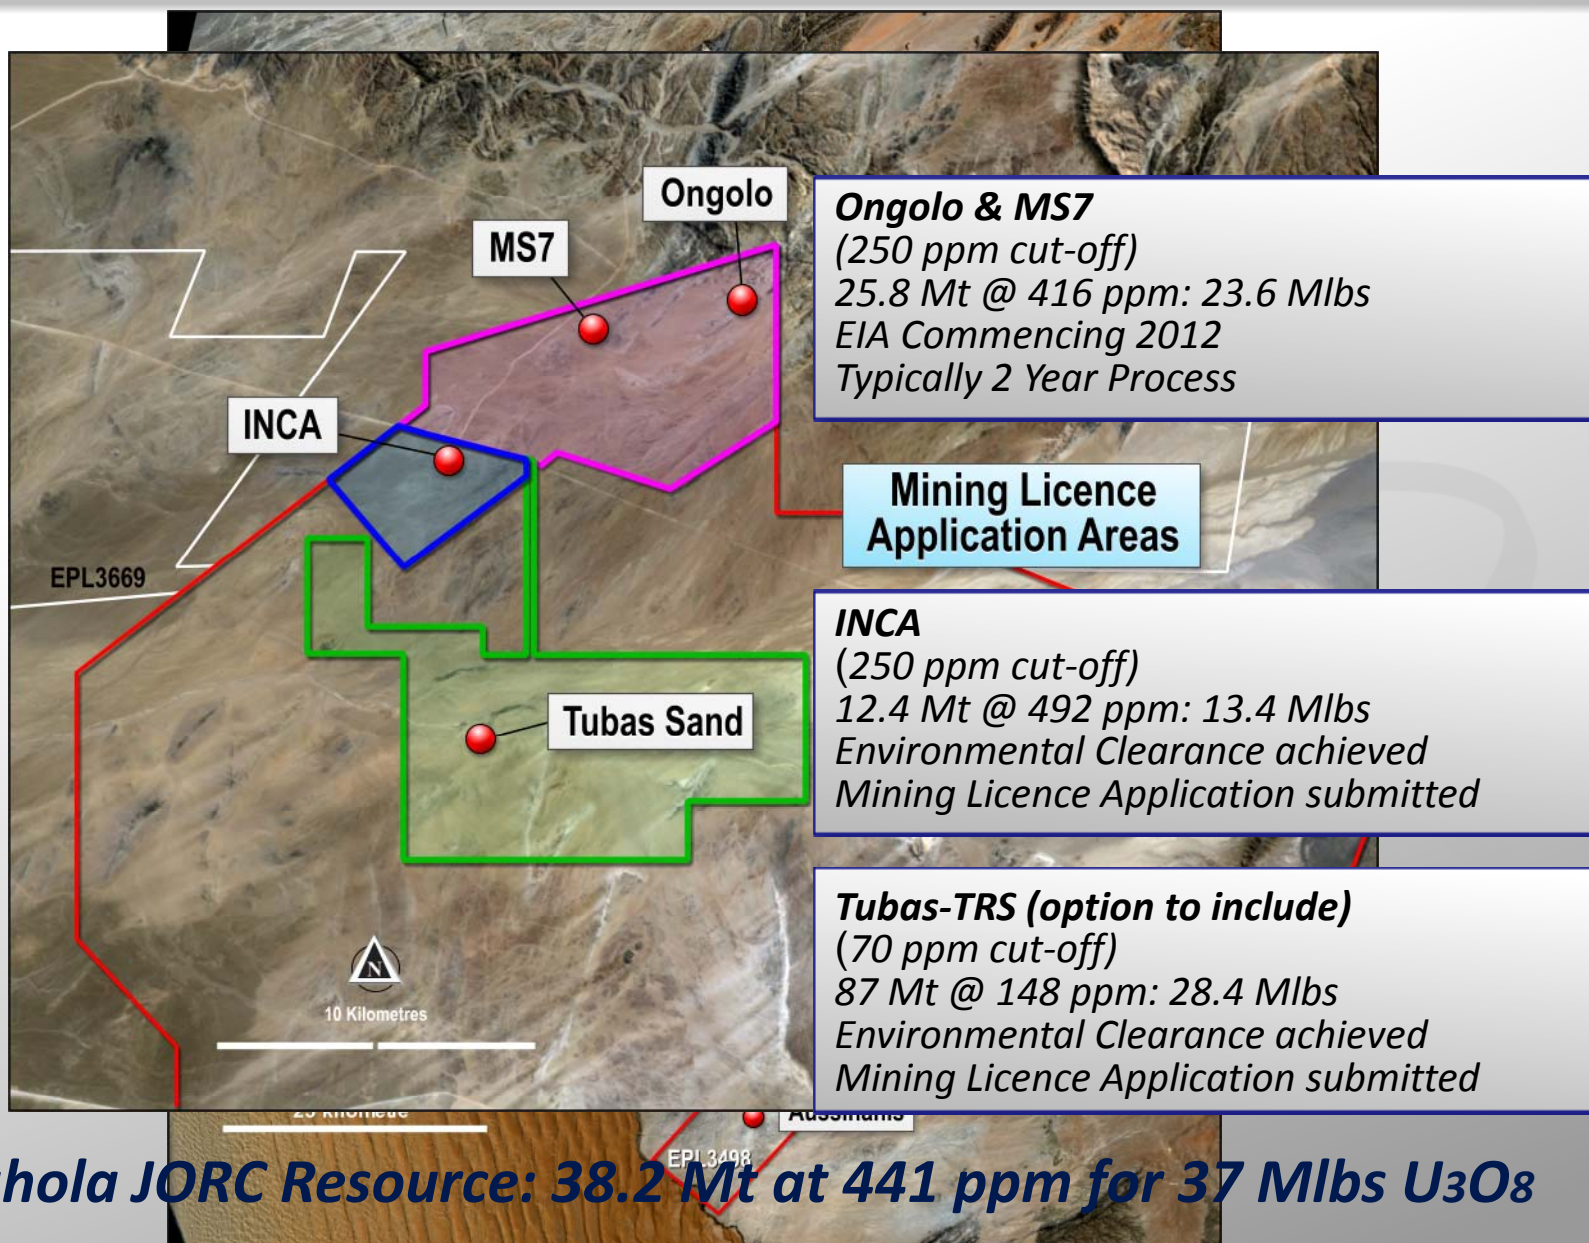 Ongolo
MS7
INCA
EPL3669
Tubas Sand
10 Kilometres
N
Ongolo & MS7
(250 ppm cut-off)
25.8 Mt @ 416 ppm: 23.6 Mlbs
EIA Commencing 2012
Typically 2 Year Process
Mining Licence
Application Areas
INCA
(250 ppm cut-off)
12.4 Mt @ 492 ppm: 13.4 Mlbs
Environmental Clearance achieved
Mining Licence Application submitted
Tubas-TRS (option to include)
(70 ppm cut-off)
87 Mt @ 148 ppm: 28.4 Mlbs
Environmental Clearance achieved
Mining Licence Application submitted
EPL3498
hola JORC Resource: 38.2 Mt at 441 ppm for 37 Mlbs U3O8